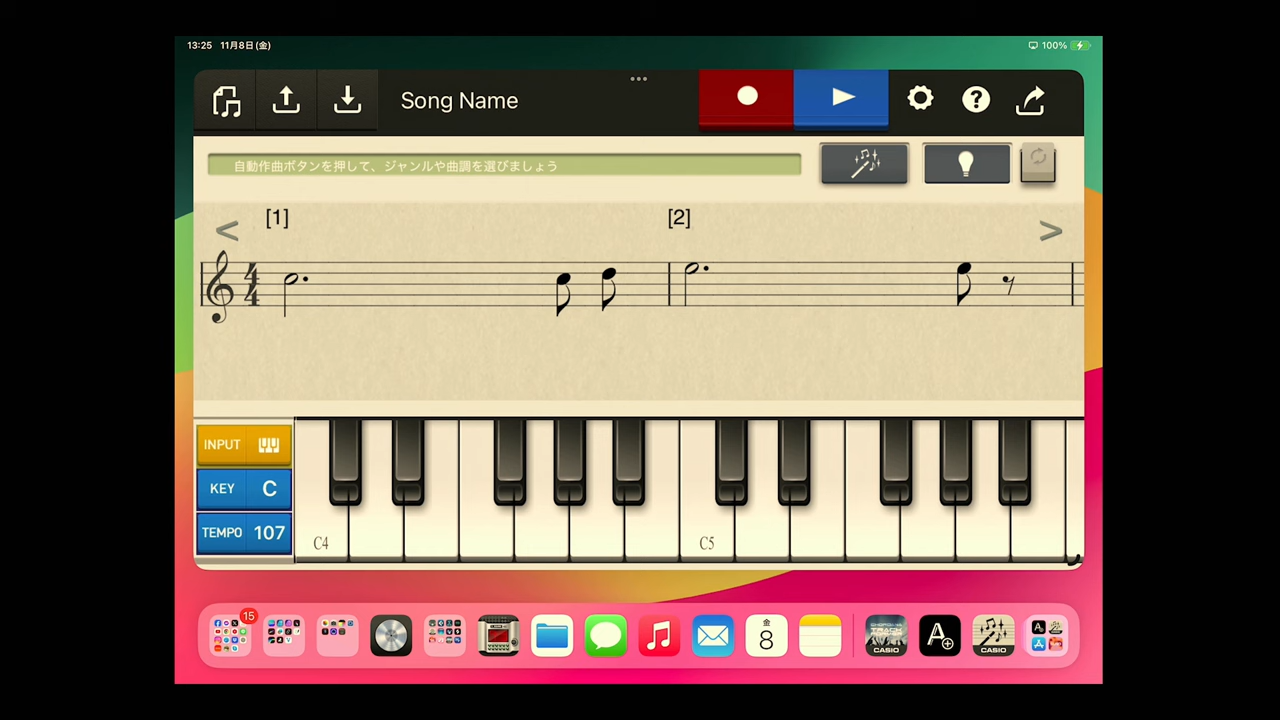 13:25 11月8日(金)
100%
Song Name
自動作曲ボタンを押して、ジャンルや曲調を選びましょう
[1]
[2]
INPUT
KEY C
TEMPO 107
C4
C5
15
金
8
CASIO
CASIO